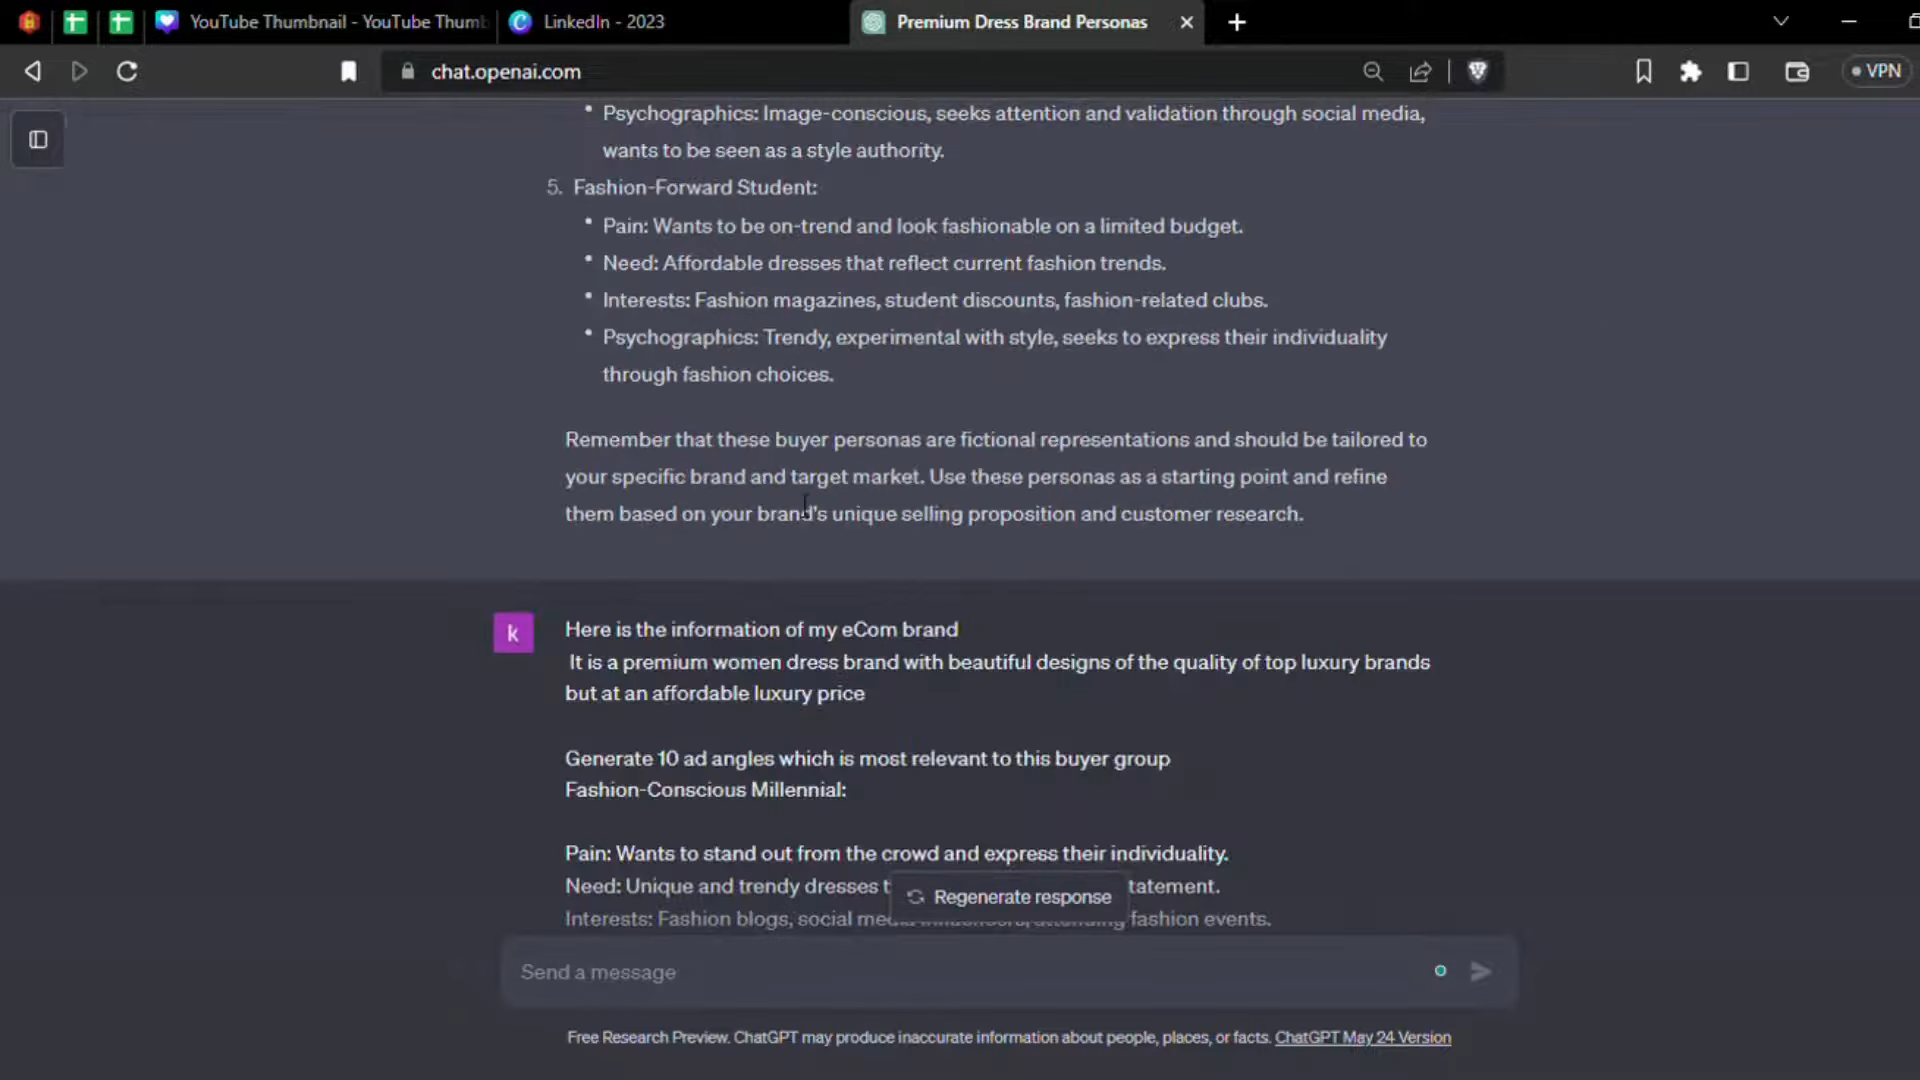 YouTube Thumbnail - YouTube Thumb
LinkedIn - 2023
Premium Dress Brand Personas
chat.openai.com
VPN
• Psychographics: Image-conscious, seeks attention and validation through social media,
wants to be seen as a style authority.
5. Fashion-Forward Student:
• Pain: Wants to be on-trend and look fashionable on a limited budget.
• Need: Affordable dresses that reflect current fashion trends.
• Interests: Fashion magazines, student discounts, fashion-related clubs.
• Psychographics: Trendy, experimental with style, seeks to express their individuality
through fashion choices.
Remember that these buyer personas are fictional representations and should be tailored to
your specific brand and target market. Use these personas as a starting point and refine
them based on your brand's unique selling proposition and customer research.
k
Here is the information of my eCom brand
It is a premium women dress brand with beautiful designs of the quality of top luxury brands
but at an affordable luxury price
Generate 10 ad angles which is most relevant to this buyer group
Fashion-Conscious Millennial:
Pain: Wants to stand out from the crowd and express their individuality.
Need: Unique and trendy dresses t tatement.
Regenerate response
Interests: Fashion blogs, social media influencers, attending fashion events.
Send a message
Free Research Preview. ChatGPT may produce inaccurate information about people, places, or facts. ChatGPT May 24 Version